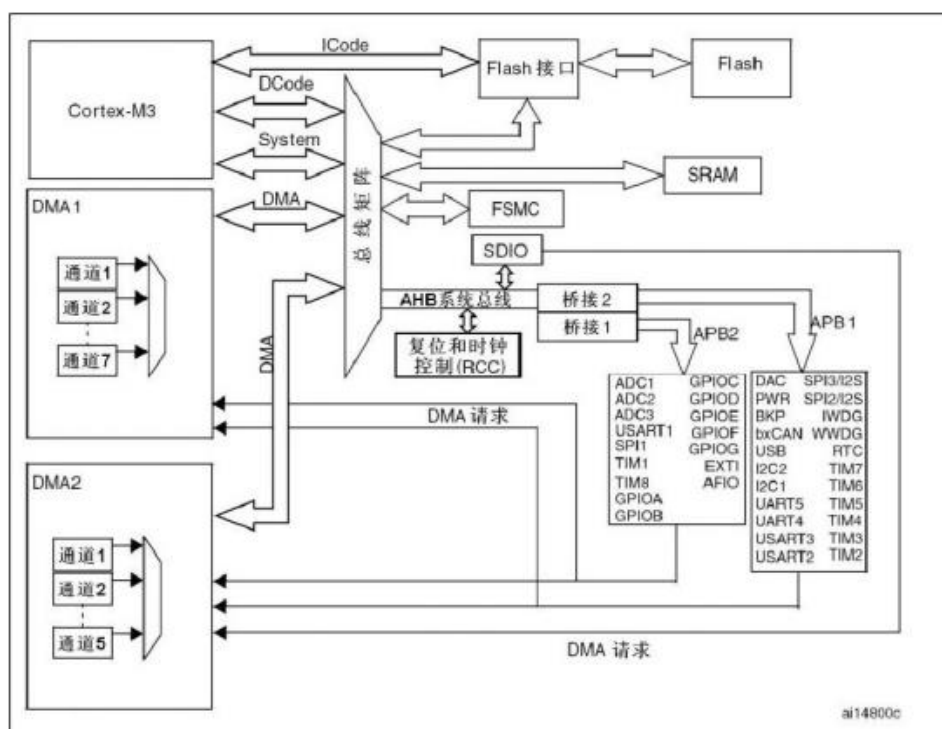 ICode
Flash 接口
Flash
Cortex-M3
DCode
System
总线矩阵
SRAM
DMA1
DMA
FSMC
通道1
通道2
通道7
SDIO
AHB系统总线
桥接2
桥接1
复位和时钟
控制(RCC)
APB2
APB1
DMA
DMA 请求
ADC1 GPIOC
ADC2 GPIOD
ADC3 GPIOE
USART1 GPIOF
SPI1 GPIOG
TIM1 EXTI
TIM8 AFIO
GPIOA
GPIOB
DAC SPI3/I2S
PWR SPI2/I2S
BKP IWDG
bxCAN WWDG
USB RTC
I2C2 TIM7
I2C1 TIM6
UART5 TIM5
UART4 TIM4
USART3 TIM3
USART2 TIM2
DMA2
通道1
通道2
通道5
DMA 请求
ai14800c